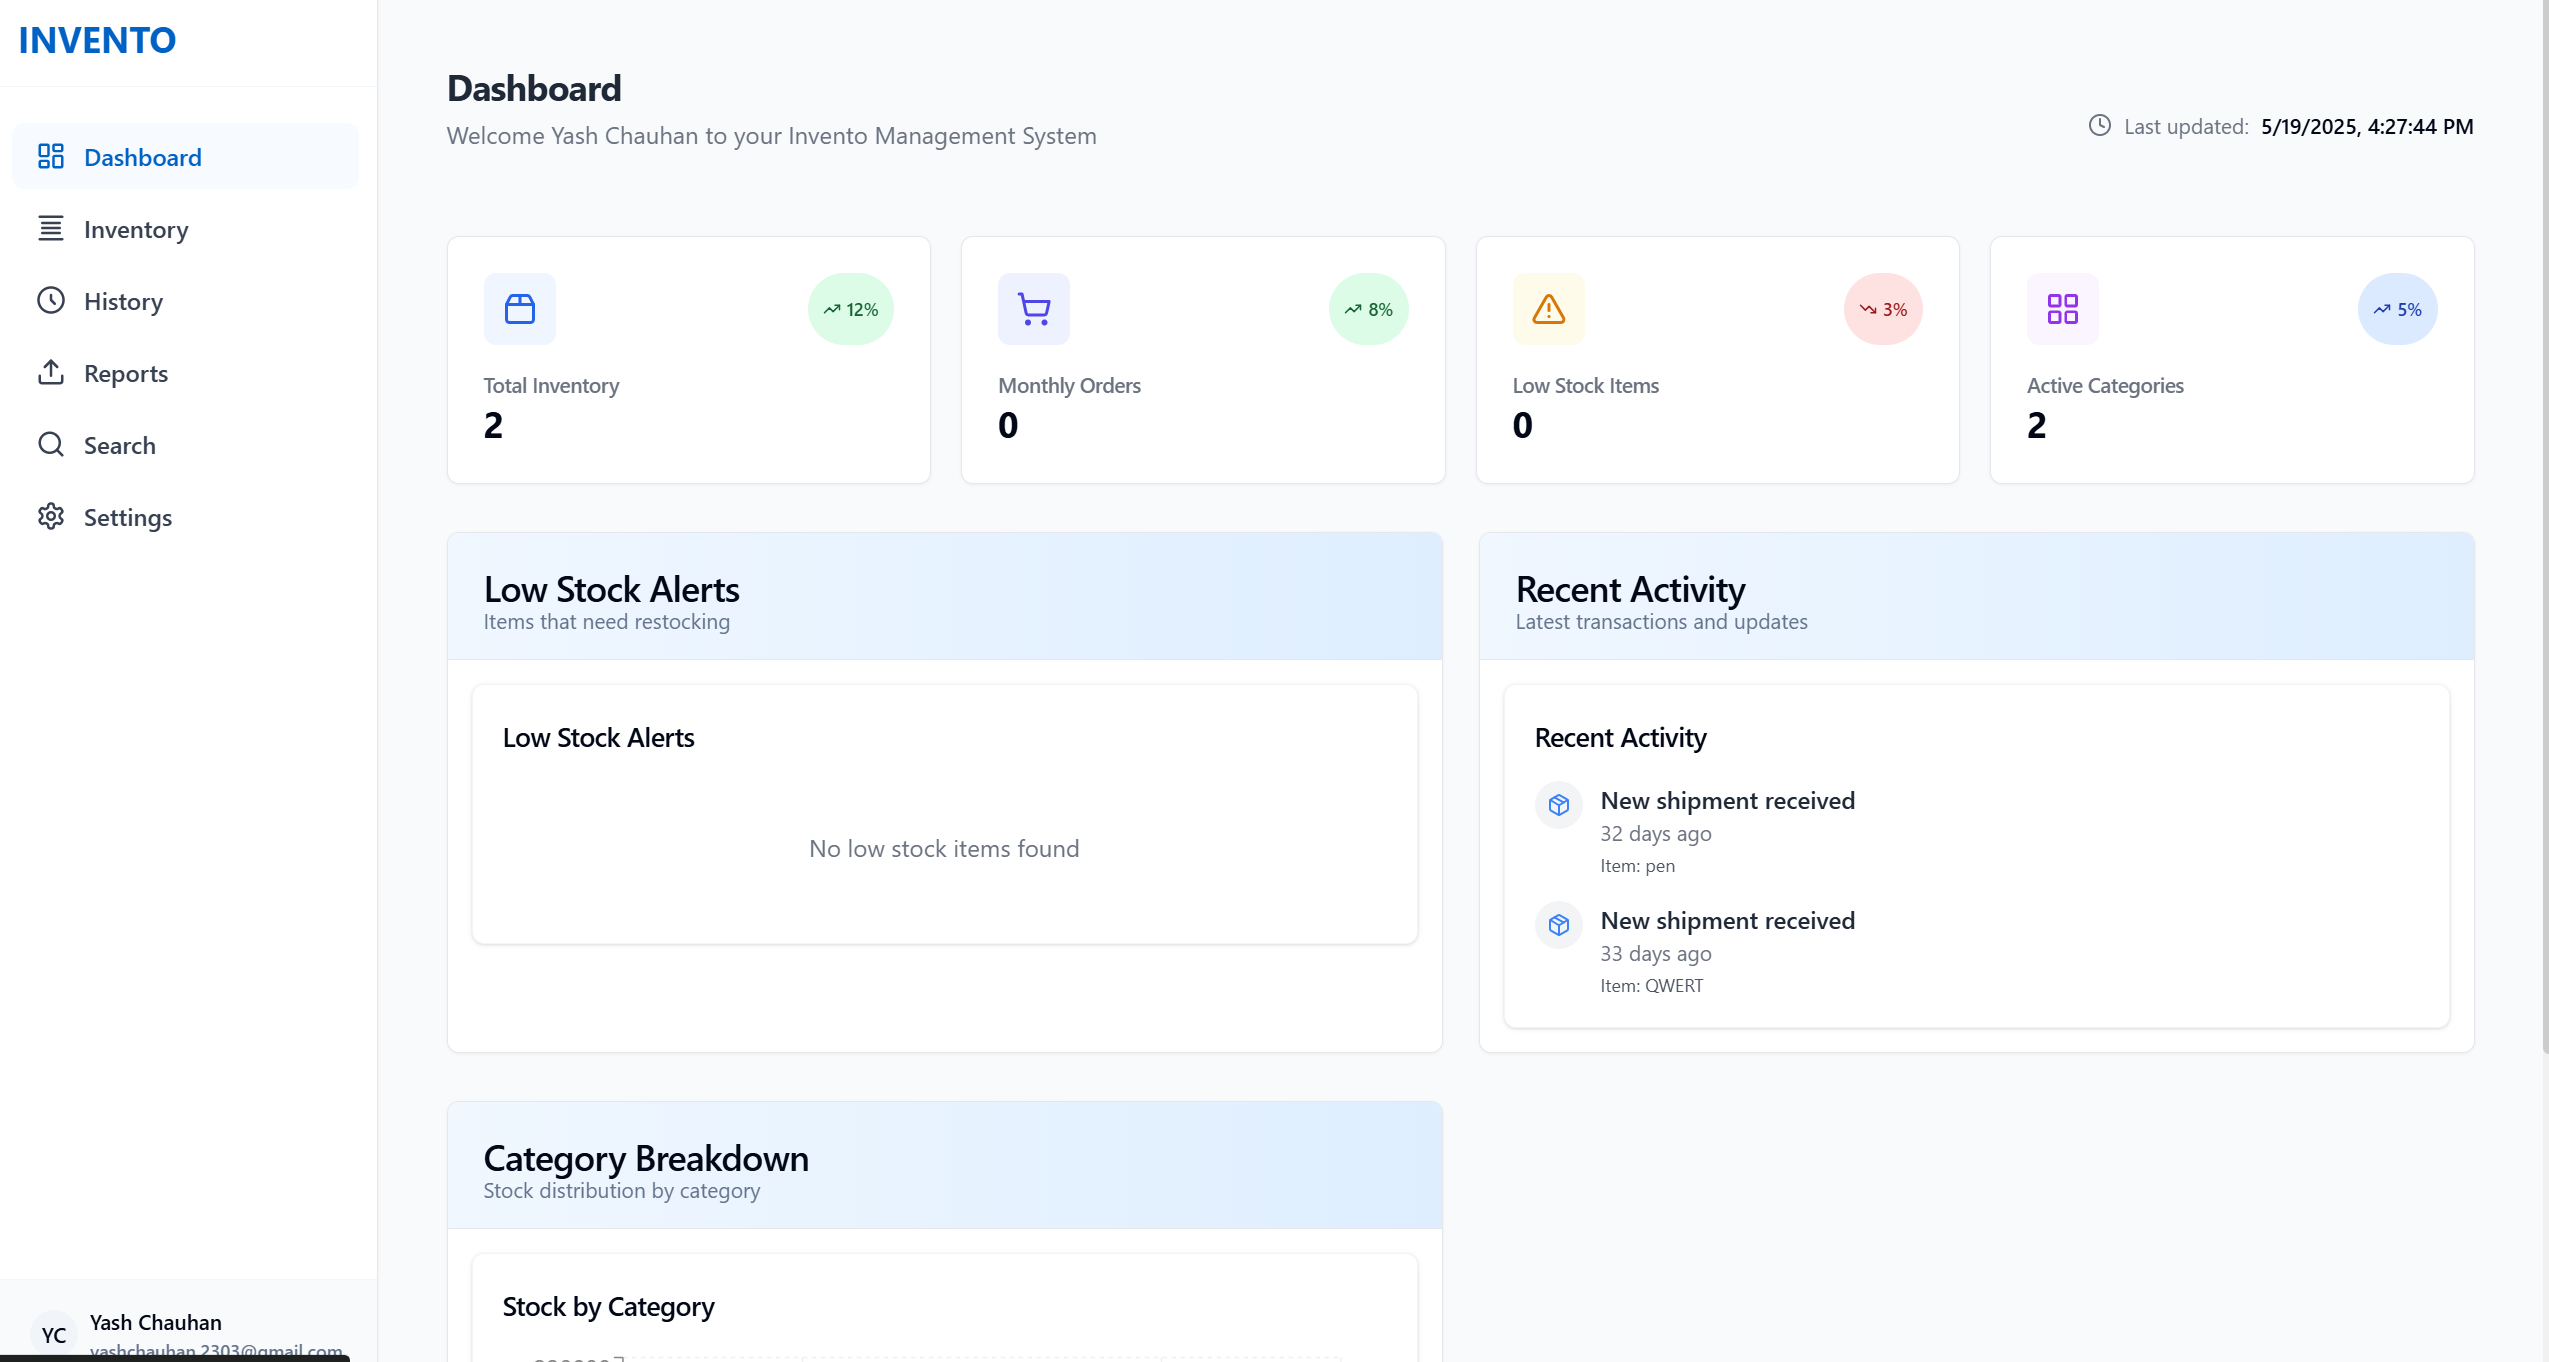 INVENTO
Dashboard
Inventory
History
Reports
Search
Settings
Yash Chauhan
YC
yashchauhan.2303@gmail.com
Dashboard
Welcome Yash Chauhan to your Invento Management System
Last updated: 5/19/2025, 4:27:44 PM
12%
Total Inventory
2
8%
Monthly Orders
0
3%
Low Stock Items
0
5%
Active Categories
2
Low Stock Alerts
Items that need restocking
Low Stock Alerts
No low stock items found
Recent Activity
Latest transactions and updates
Recent Activity
New shipment received
32 days ago
Item: pen
New shipment received
33 days ago
Item: QWERT
Category Breakdown
Stock distribution by category
Stock by Category